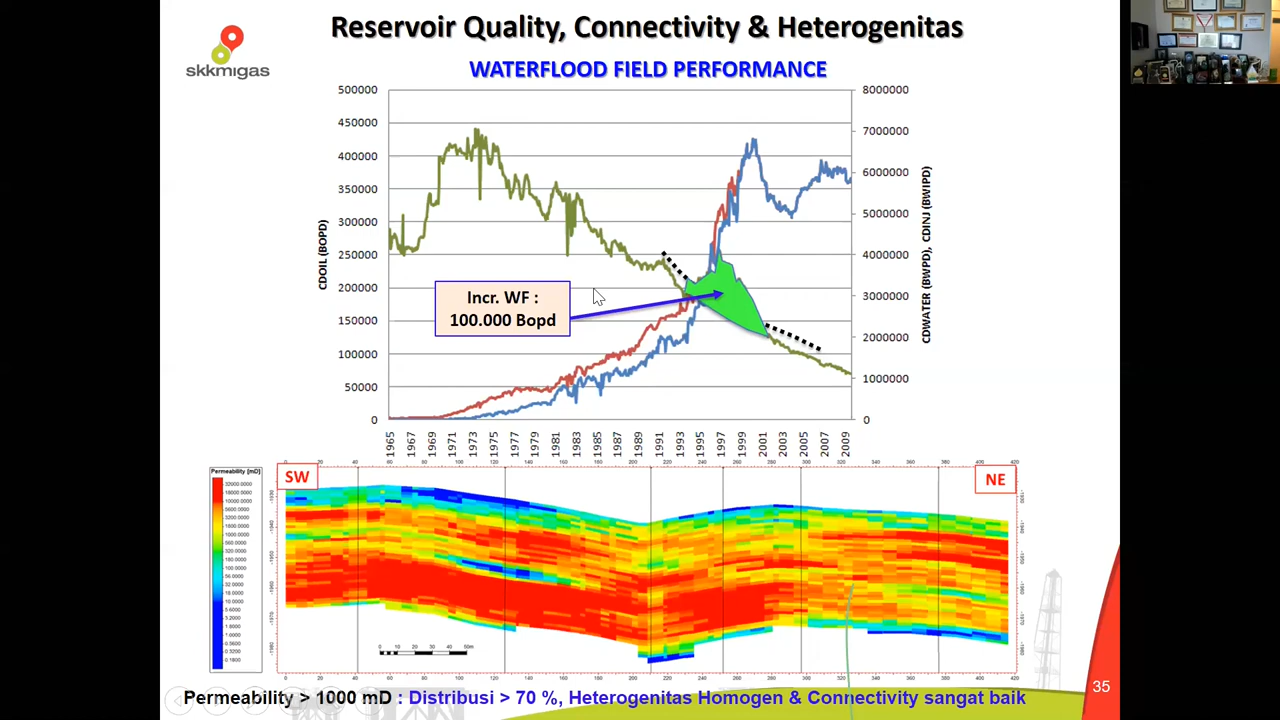 Reservoir Quality, Connectivity & Heterogenitas
skkmigas
WATERFLOOD FIELD PERFORMANCE
500000
450000
400000
350000
300000
250000
200000
150000
100000
50000
0
CDOIL (BOPD)
8000000
7000000
6000000
5000000
4000000
3000000
2000000
1000000
0
CDWATER (BWPD), CDINJ (BWIPD)
Incr. WF :
100.000 Bopd
1965 1967 1969 1971 1973 1975 1977 1979 1981 1983 1985 1987 1989 1991 1993 1995 1997 1999 2001 2003 2005 2007 2009
Permeability [mD]
SW
NE
35
Permeability > 1000 mD : Distribusi > 70 %, Heterogenitas Homogen & Connectivity sangat baik